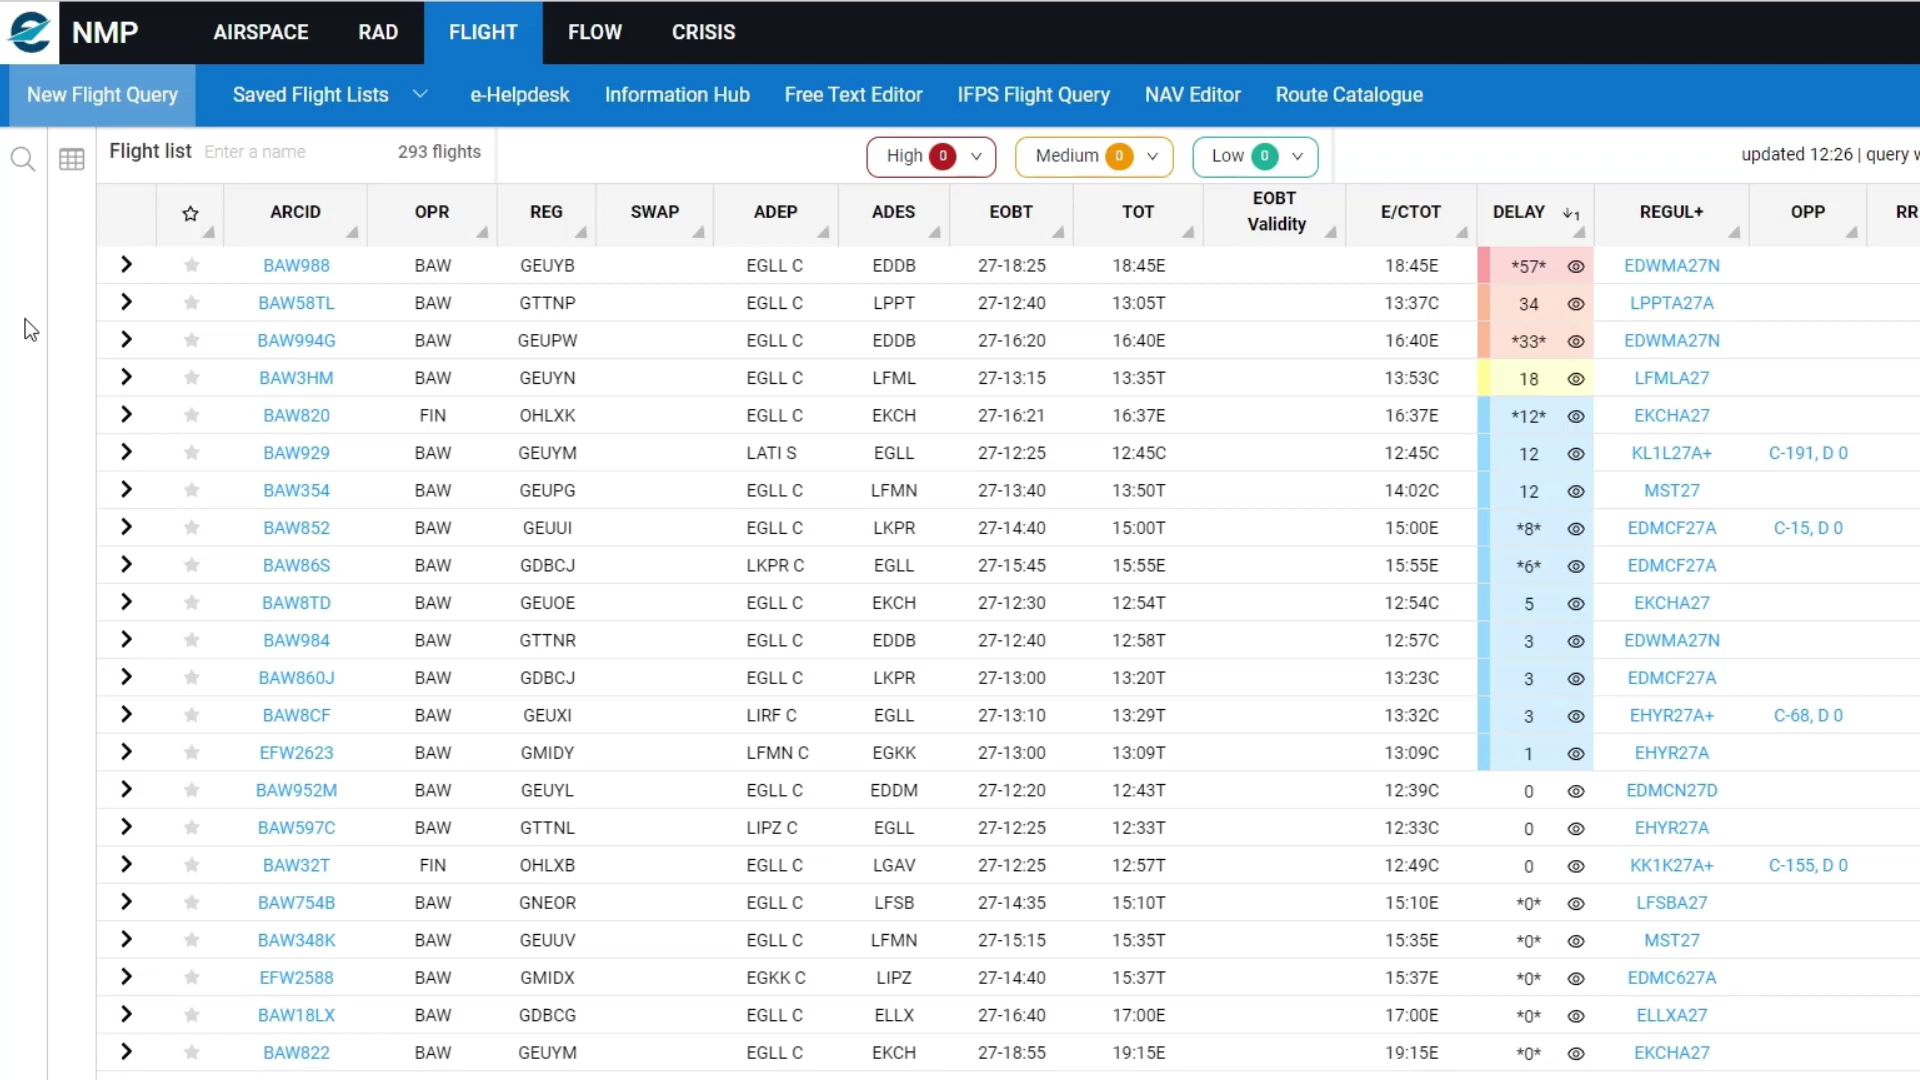 NMP AIRSPACE RAD FLIGHT FLOW CRISIS
New Flight Query Saved Flight Lists e-Helpdesk Information Hub Free Text Editor IFPS Flight Query NAV Editor Route Catalogue
Flight list Enter a name 293 flights High 0 Medium 0 Low 0 updated 12:26 | query
ARCID OPR REG SWAP ADEP ADES EOBT TOT EOBT Validity E/CTOT DELAY 1 REGUL+ OPP RR
BAW988 BAW GEUYB EGLL C EDDB 27-18:25 18:45E 18:45E *57* EDWMA27N
BAW58TL BAW GTTNP EGLL C LPPT 27-12:40 13:05T 13:37C 34 LPPTA27A
BAW994G BAW GEUPW EGLL C EDDB 27-16:20 16:40E 16:40E *33* EDWMA27N
BAW3HM BAW GEUYN EGLL C LFML 27-13:15 13:35T 13:53C 18 LFMLA27
BAW820 FIN OHLXK EGLL C EKCH 27-16:21 16:37E 16:37E *12* EKCHA27
BAW929 BAW GEUYM LATI S EGLL 27-12:25 12:45C 12:45C 12 KL1L27A+ C-191, D 0
BAW354 BAW GEUPG EGLL C LFMN 27-13:40 13:50T 14:02C 12 MST27
BAW852 BAW GEUUI EGLL C LKPR 27-14:40 15:00T 15:00E *8* EDMCF27A C-15, D 0
BAW86S BAW GDBCJ LKPR C EGLL 27-15:45 15:55E 15:55E *6* EDMCF27A
BAW8TD BAW GEUOE EGLL C EKCH 27-12:30 12:54T 12:54C 5 EKCHA27
BAW984 BAW GTTNR EGLL C EDDB 27-12:40 12:58T 12:57C 3 EDWMA27N
BAW860J BAW GDBCJ EGLL C LKPR 27-13:00 13:20T 13:23C 3 EDMCF27A
BAW8CF BAW GEUXI LIRF C EGLL 27-13:10 13:29T 13:32C 3 EHYR27A+ C-68, D 0
EFW2623 BAW GMIDY LFMN C EGKK 27-13:00 13:09T 13:09C 1 EHYR27A
BAW952M BAW GEUYL EGLL C EDDM 27-12:20 12:43T 12:39C 0 EDMCN27D
BAW597C BAW GTTNL LIPZ C EGLL 27-12:25 12:33T 12:33C 0 EHYR27A
BAW32T FIN OHLXB EGLL C LGAV 27-12:25 12:57T 12:49C 0 KK1K27A+ C-155, D 0
BAW754B BAW GNEOR EGLL C LFSB 27-14:35 15:10T 15:10E *0* LFSBA27
BAW348K BAW GEUUV EGLL C LFMN 27-15:15 15:35T 15:35E *0* MST27
EFW2588 BAW GMIDX EGKK C LIPZ 27-14:40 15:37T 15:37E *0* EDMC627A
BAW18LX BAW GDBCG EGLL C ELLX 27-16:40 17:00E 17:00E *0* ELLXA27
BAW822 BAW GEUYM EGLL C EKCH 27-18:55 19:15E 19:15E *0* EKCHA27